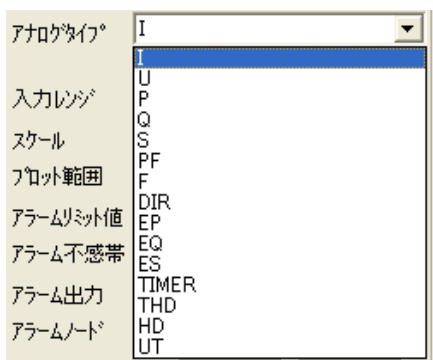 アナログタイプ I
I
U
入力レンジ P
Q
スケール S
PF
プロット範囲 F
DIR
アラームリミット値 EP
アラーム不感帯 EQ
ES
アラーム出力 TIMER
THD
アラームノード HD
UT